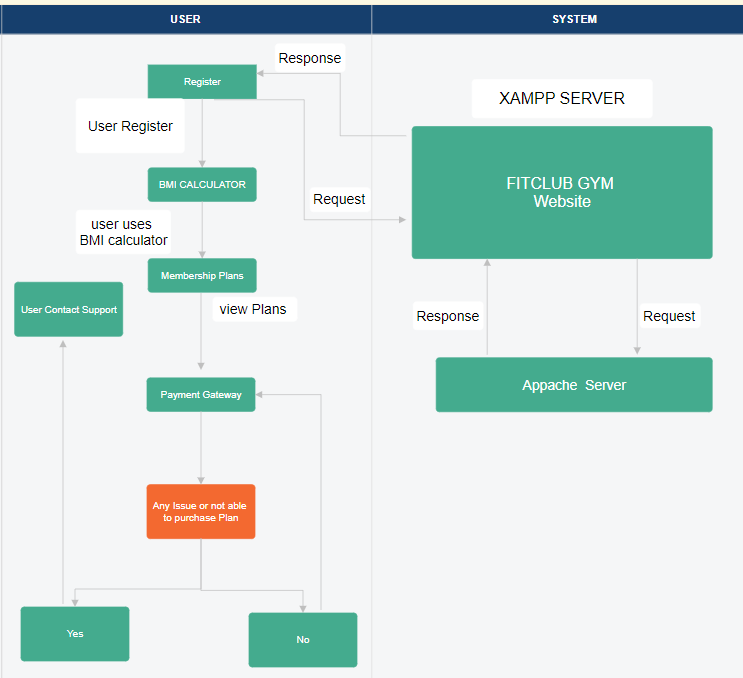 USER
SYSTEM
Response
Register
XAMPP SERVER
User Register
FITCLUB GYM
Website
BMI CALCULATOR
Request
user uses
BMI calculator
Membership Plans
view Plans
User Contact Support
Response
Request
Appache Server
Payment Gateway
Any Issue or not able
to purchase Plan
Yes
No